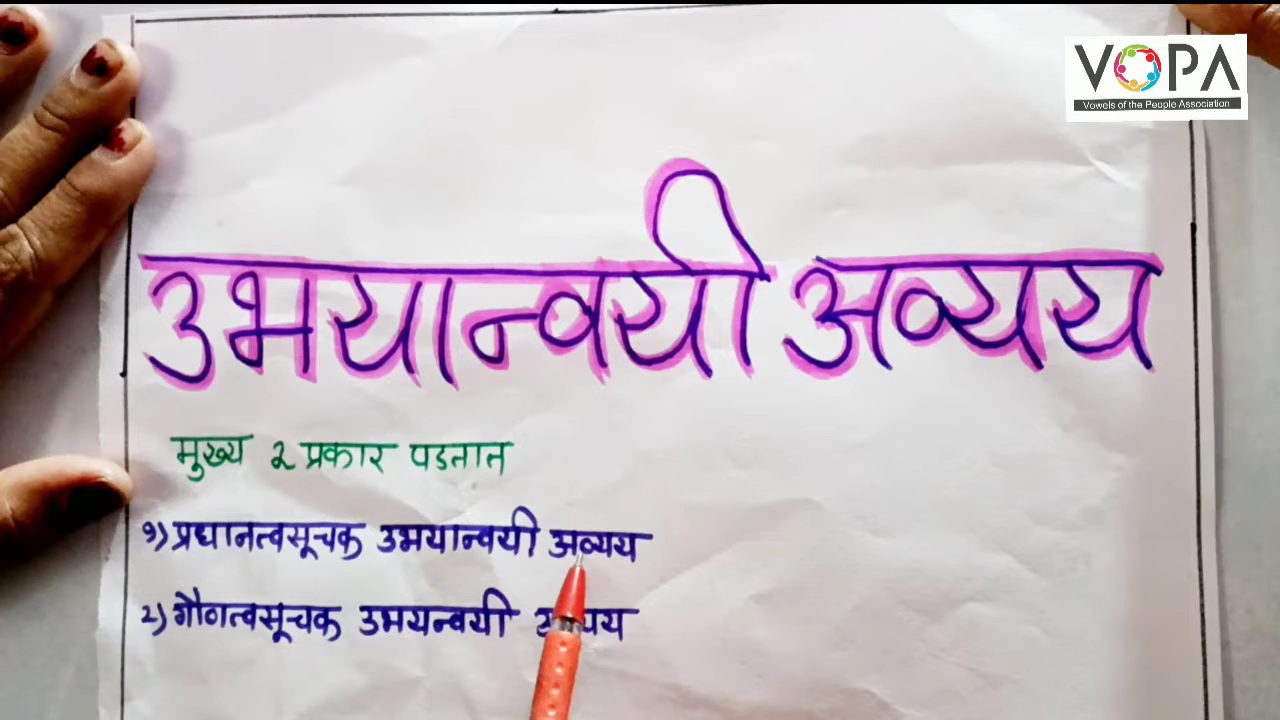 VOPA
Vowels of the People Association
उभयान्वयी अव्यय
मुख्य २ प्रकार पडतात
१) प्रधानत्वसूचक उभयान्वयी अव्यय
२) गौणत्वसूचक उभयन्वयी